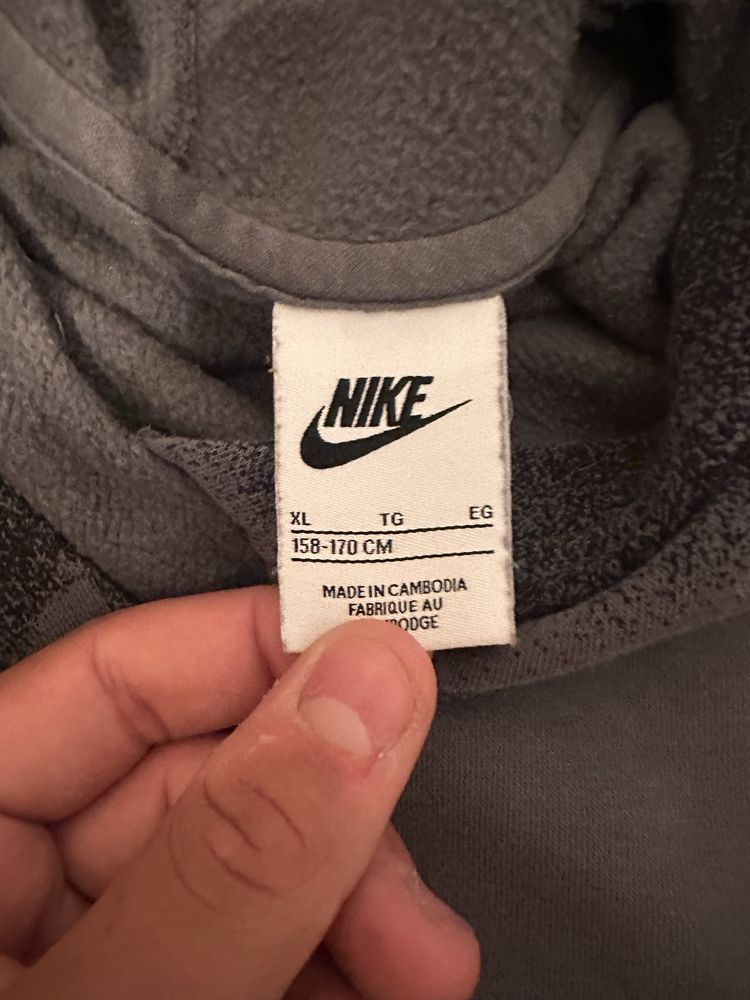 NIKE
XL TG EG
158-170 CM
MADE IN CAMBODIA
FABRIQUE AU